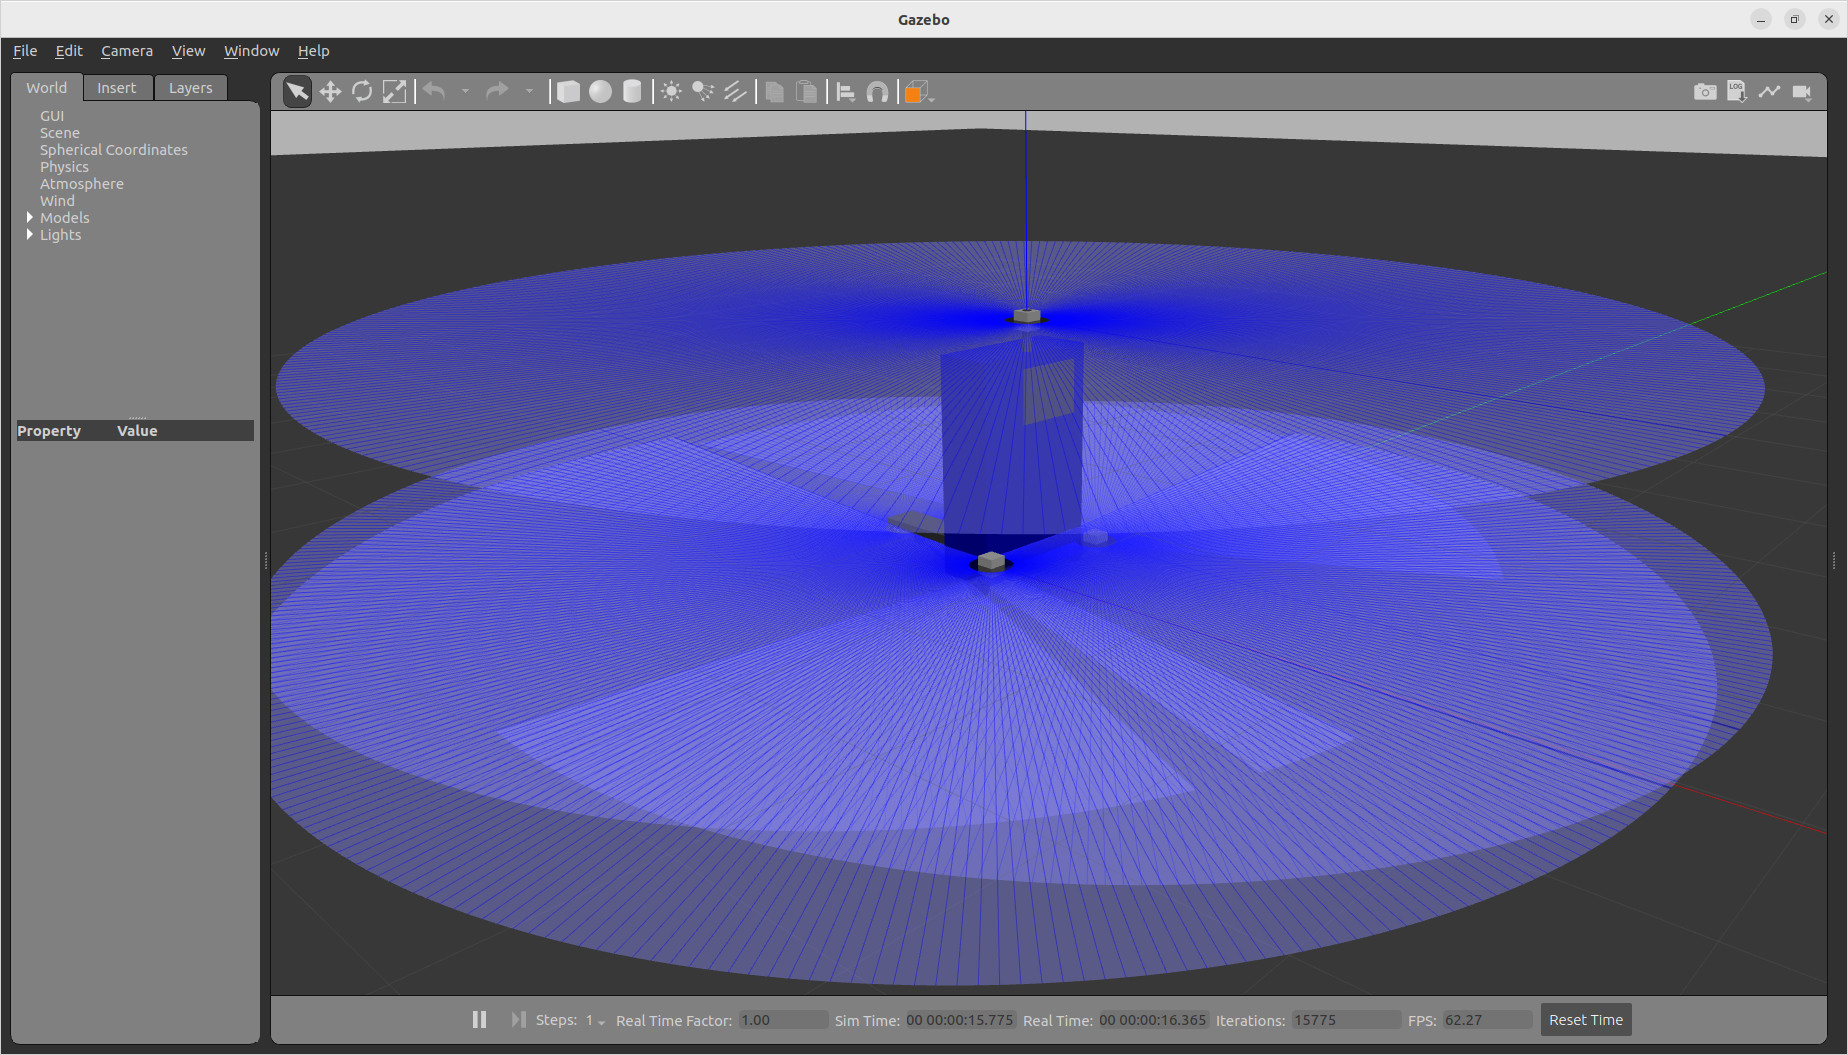 Gazebo
File Edit Camera View Window Help
World Insert Layers
LOG
GUI
Scene
Spherical Coordinates
Physics
Atmosphere
Wind
Models
Lights
Property Value
Steps: 1 Real Time Factor: 1.00 Sim Time: 00 00:00:15.775 Real Time: 00 00:00:16.365 Iterations: 15775 FPS: 62.27 Reset Time